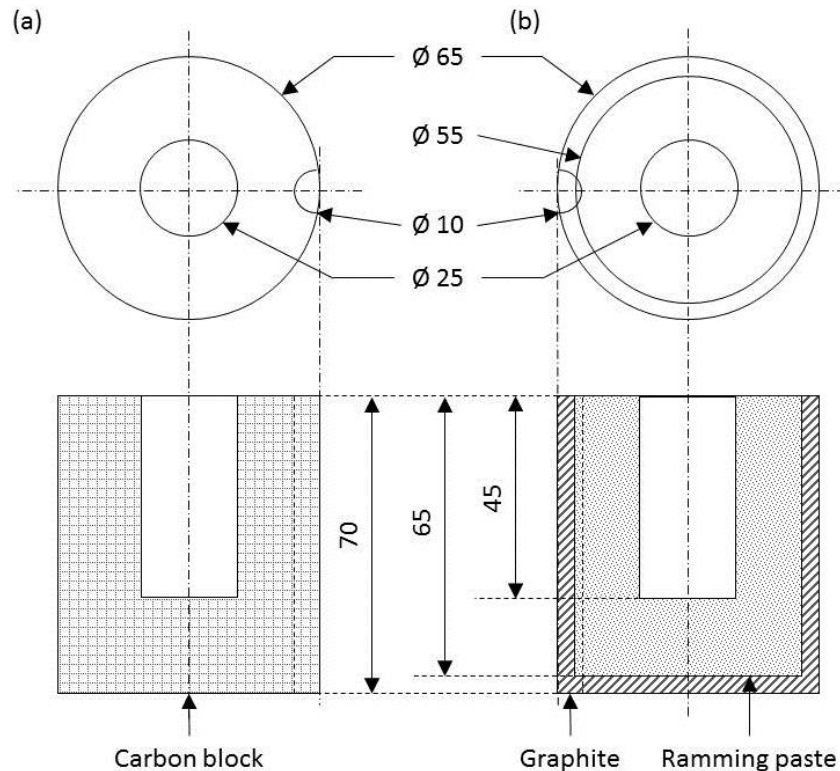 (a)
(b)
Ø 65
Ø 55
Ø 10
Ø 25
70
65
45
Carbon block
Graphite
Ramming paste